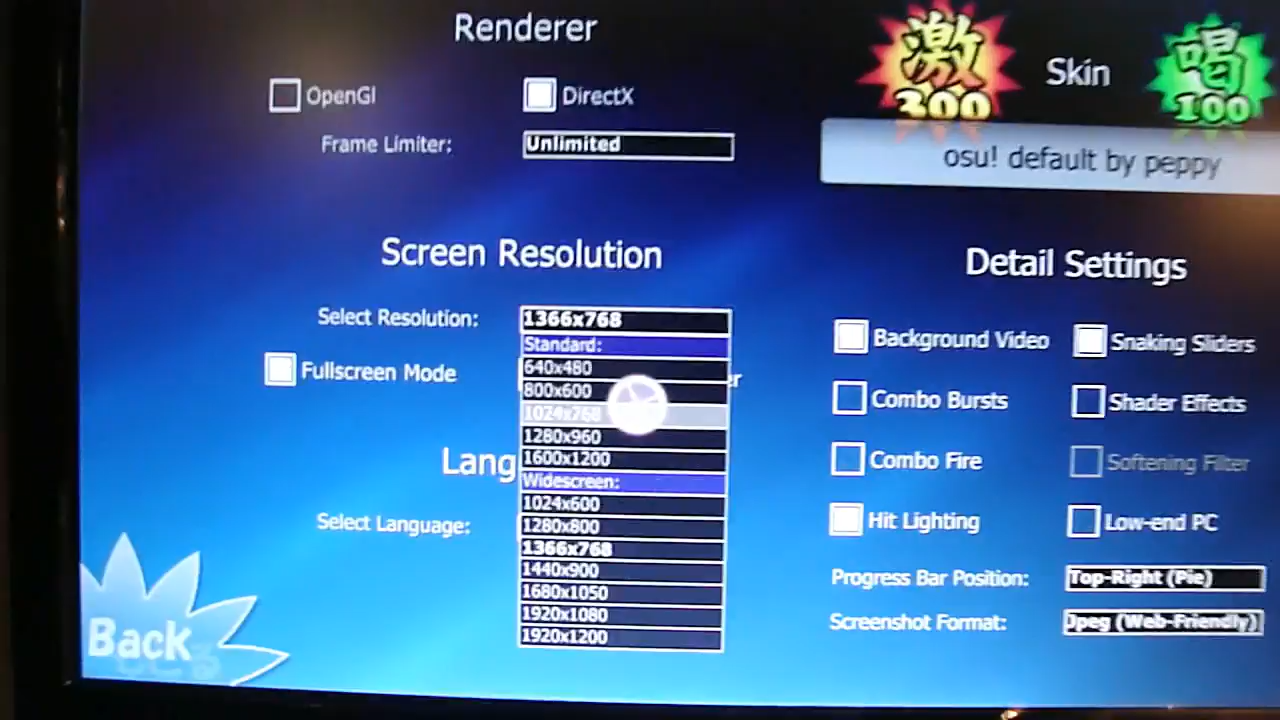 Renderer
OpenGl
DirectX
Frame Limiter:
Unlimited
激
300
Skin
喝
100
osu! default by peppy
Screen Resolution
Select Resolution:
1366x768
Standard:
640x480
800x600
1024x768
1280x960
1600x1200
Widescreen:
1024x600
1280x800
1366x768
1440x900
1680x1050
1920x1080
1920x1200
Fullscreen Mode
Lang
Select Language:
Detail Settings
Background Video
Snaking Sliders
Combo Bursts
Shader Effects
Combo Fire
Softening Filter
Hit Lighting
Low-end PC
Progress Bar Position:
Top-Right (Pie)
Screenshot Format:
Jpeg (Web-Friendly)
Back